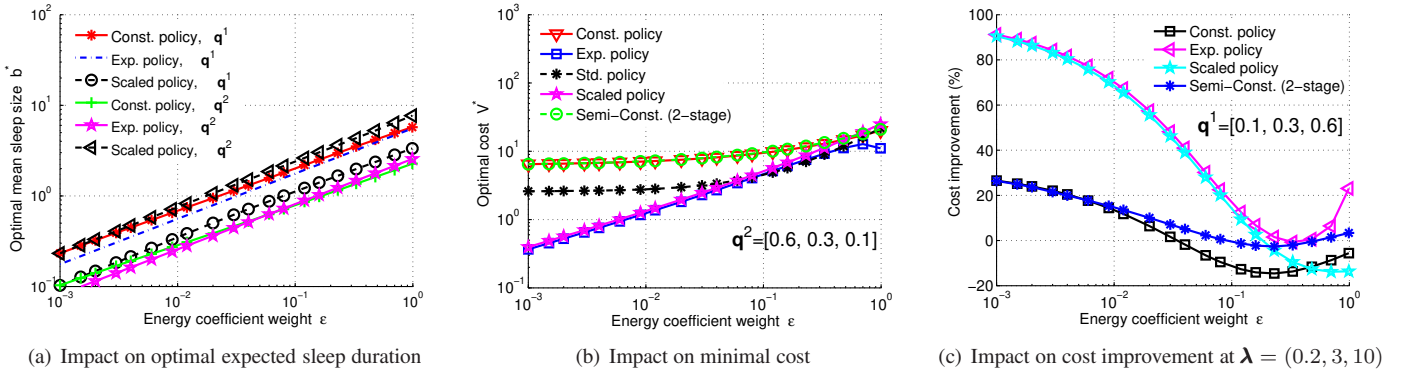 10^2
10^1
10^0
10^-1
Optimal mean sleep size b*
Const. policy, q^1
Exp. policy, q^1
Scaled policy, q^1
Const. policy, q^2
Exp. policy, q^2
Scaled policy, q^2
10^-3 10^-2 10^-1 10^0
Energy coefficient weight ε
(a) Impact on optimal expected sleep duration
10^3
10^2
10^1
10^0
10^-1
Optimal cost V*
Const. policy
Exp. policy
Std. policy
Scaled policy
Semi−Const. (2−stage)
q^2=[0.6, 0.3, 0.1]
10^-3 10^-2 10^-1 10^0
Energy coefficient weight ε
(b) Impact on minimal cost
100
80
60
40
20
0
−20
Cost improvement (%)
Const. policy
Exp. policy
Scaled policy
Semi−Const. (2−stage)
q^1=[0.1, 0.3, 0.6]
10^-3 10^-2 10^-1 10^0
Energy coefficient weight ε
(c) Impact on cost improvement at λ = (0.2, 3, 10)